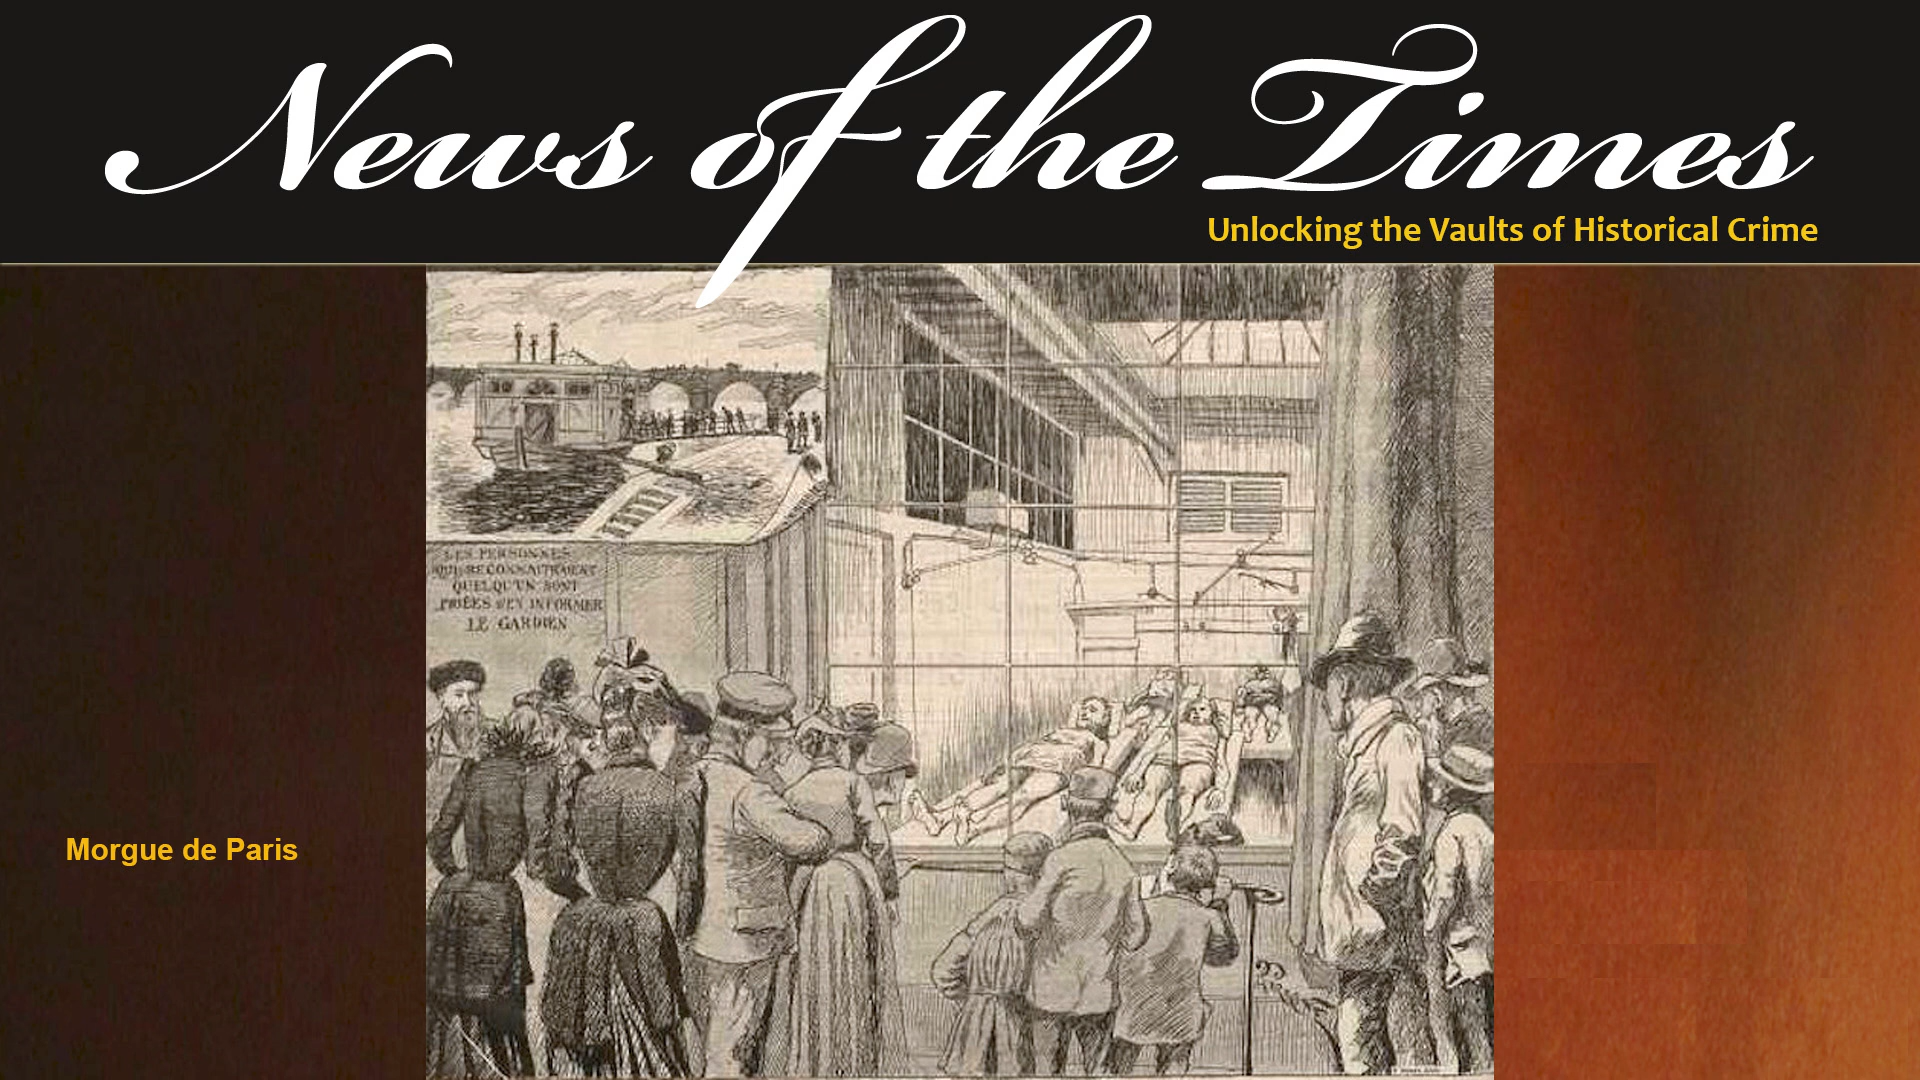 News of the Times
Unlocking the Vaults of Historical Crime
LES PERSONNES
QUI RECONNAITRAIENT
QUELQU'UN SONT
PRIÉES D'EN INFORMER
LE GARDIEN
Morgue de Paris